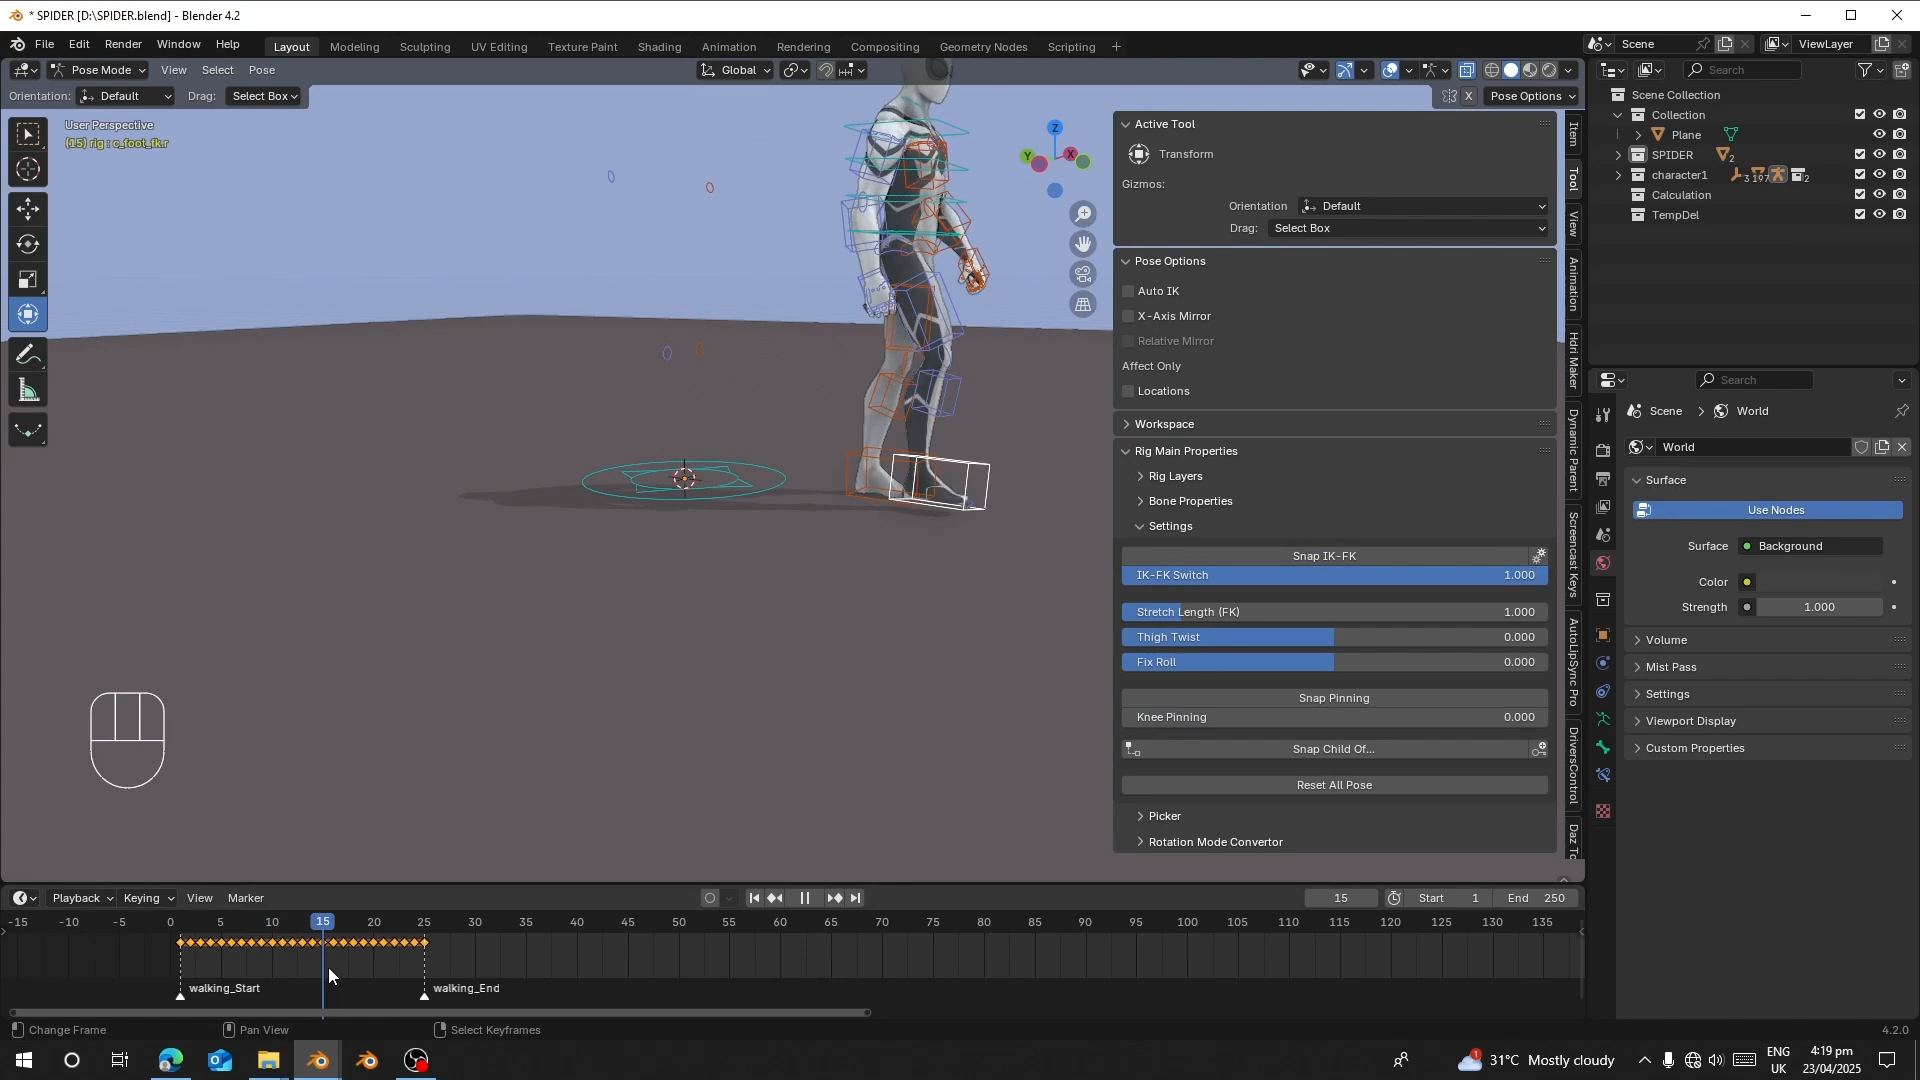 * SPIDER [D:\SPIDER.blend] - Blender 4.2
File Edit Render Window Help Layout Modeling Sculpting UV Editing Texture Paint Shading Animation Rendering Compositing Geometry Nodes Scripting + Scene ViewLayer
Pose Mode View Select Pose Global Search
Orientation: Default Drag: Select Box X Pose Options
User Perspective
(15) rig : c_foot_fk.r
Z
Y
X
Active Tool
Transform
Gizmos:
Orientation Default
Drag: Select Box
Pose Options
Auto IK
X-Axis Mirror
Relative Mirror
Affect Only
Locations
Workspace
Rig Main Properties
Rig Layers
Bone Properties
Settings
Snap IK-FK
IK-FK Switch 1.000
Stretch Length (FK) 1.000
Thigh Twist 0.000
Fix Roll 0.000
Snap Pinning
Knee Pinning 0.000
Snap Child Of...
Reset All Pose
Picker
Rotation Mode Convertor
Item
Tool
View
Animation
Hdri Maker
Dynamic Parent
Screencast Keys
AutoLipSync Pro
DriversControl
Daz To
Scene Collection
Collection
Plane
SPIDER 2
character1 3 197 2
Calculation
TempDel
Search
Scene > World
World
Surface
Use Nodes
Surface Background
Color
Strength 1.000
Volume
Mist Pass
Settings
Viewport Display
Custom Properties
Playback Keying View Marker 15 Start 1 End 250
-15 -10 -5 0 5 10 15 20 25 30 35 40 45 50 55 60 65 70 75 80 85 90 95 100 105 110 115 120 125 130 135
walking_Start walking_End
Change Frame Pan View Select Keyframes 4.2.0
1 31°C Mostly cloudy ENG UK 4:19 pm 23/04/2025